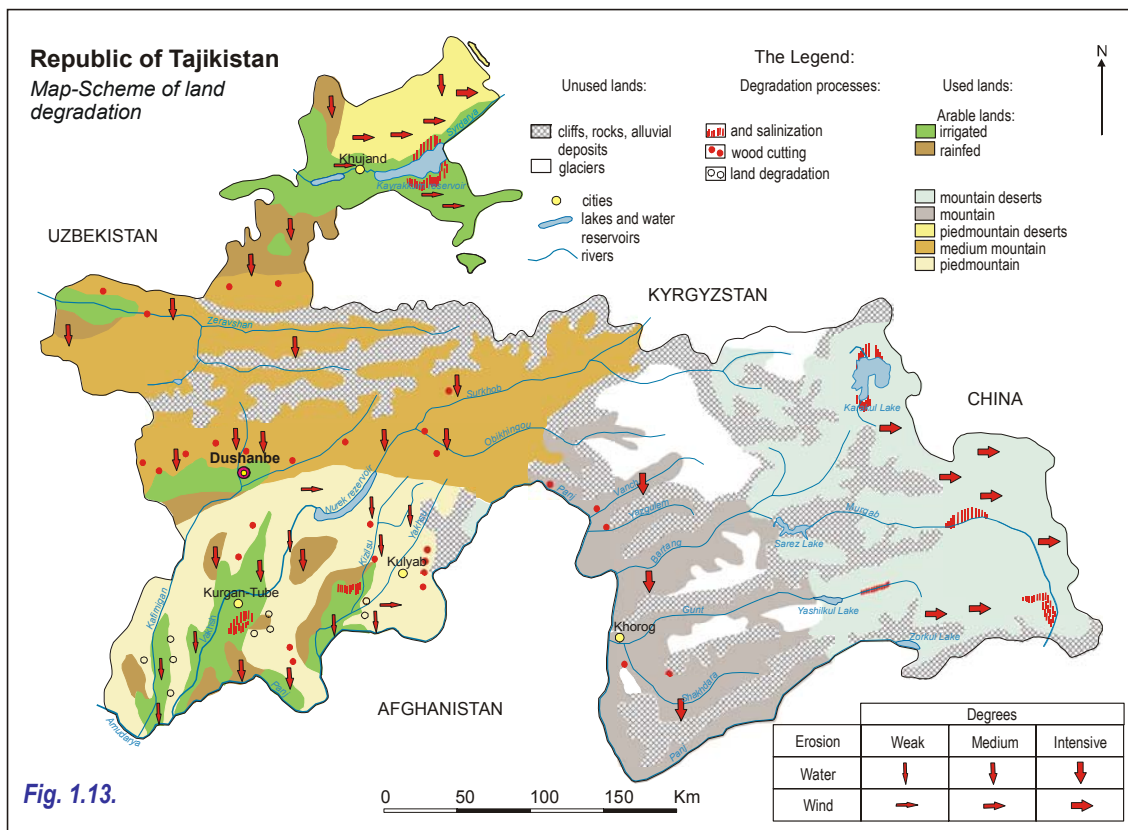 Republic of Tajikistan
Map-Scheme of land
degradation
The Legend:
Unused lands:
cliffs, rocks, alluvial
deposits
glaciers
cities
lakes and water
reservoirs
rivers
Degradation processes:
and salinization
wood cutting
land degradation
Used lands:
Arable lands:
irrigated
rainfed
mountain deserts
mountain
piedmountain deserts
medium mountain
piedmountain
N
Syrdarya
Khujand
UZBEKISTAN
KYRGYZSTAN
CHINA
AFGHANISTAN
Zeravshan
Surkhob
Obikhingou
Karakul Lake
Dushanbe
Nurek rezervoir
Yakhsu
Kizilsu
Kulyab
Kurgan-Tube
Kafirnigan
Vakhsh
Panj
Amudarya
Panj
Vanch
Yazgulem
Bartang
Murgab
Sarez Lake
Gunt
Yashilkul Lake
Zorkul Lake
Khorog
Shakhdara
Panj
Fig. 1.13.
0 50 100 150 Km
Degrees
Erosion Weak Medium Intensive
Water
Wind